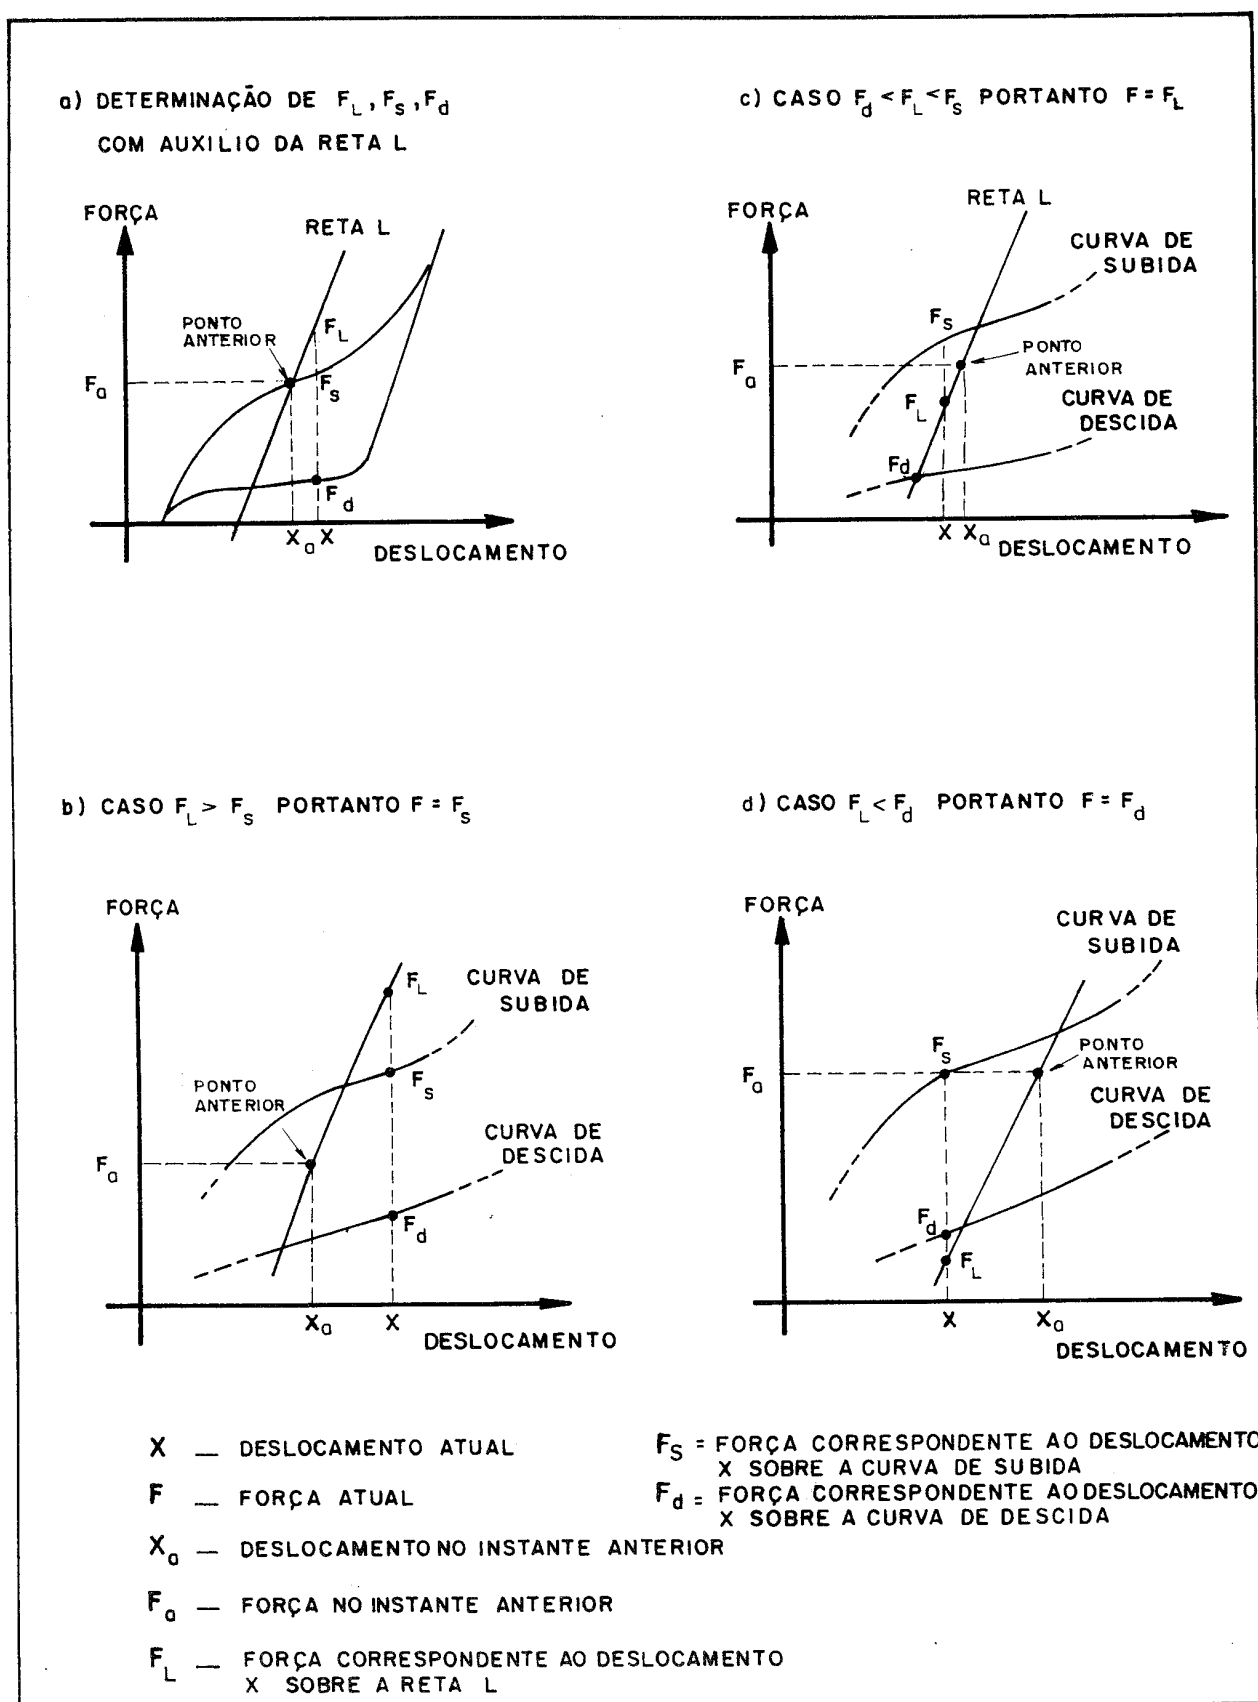 a) DETERMINAÇÃO DE F_L, F_s, F_d
COM AUXILIO DA RETA L
FORÇA
RETA L
PONTO
ANTERIOR
F_L
F_a
F_s
F_d
X_a X
DESLOCAMENTO
c) CASO F_d < F_L < F_s PORTANTO F = F_L
FORÇA
RETA L
CURVA DE
SUBIDA
F_s
PONTO
ANTERIOR
F_a
F_L
CURVA DE
DESCIDA
F_d
X X_a
DESLOCAMENTO
b) CASO F_L > F_s PORTANTO F = F_s
FORÇA
F_L
CURVA DE
SUBIDA
PONTO
ANTERIOR
F_s
CURVA DE
DESCIDA
F_a
F_d
X_a X
DESLOCAMENTO
d) CASO F_L < F_d PORTANTO F = F_d
FORÇA
CURVA DE
SUBIDA
F_s
PONTO
ANTERIOR
F_a
CURVA DE
DESCIDA
F_d
F_L
X X_a
DESLOCAMENTO
X — DESLOCAMENTO ATUAL
F — FORÇA ATUAL
X_a — DESLOCAMENTO NO INSTANTE ANTERIOR
F_a — FORÇA NO INSTANTE ANTERIOR
F_L — FORÇA CORRESPONDENTE AO DESLOCAMENTO
X SOBRE A RETA L
F_S = FORÇA CORRESPONDENTE AO DESLOCAMENTO
X SOBRE A CURVA DE SUBIDA
F_d = FORÇA CORRESPONDENTE AO DESLOCAMENTO
X SOBRE A CURVA DE DESCIDA